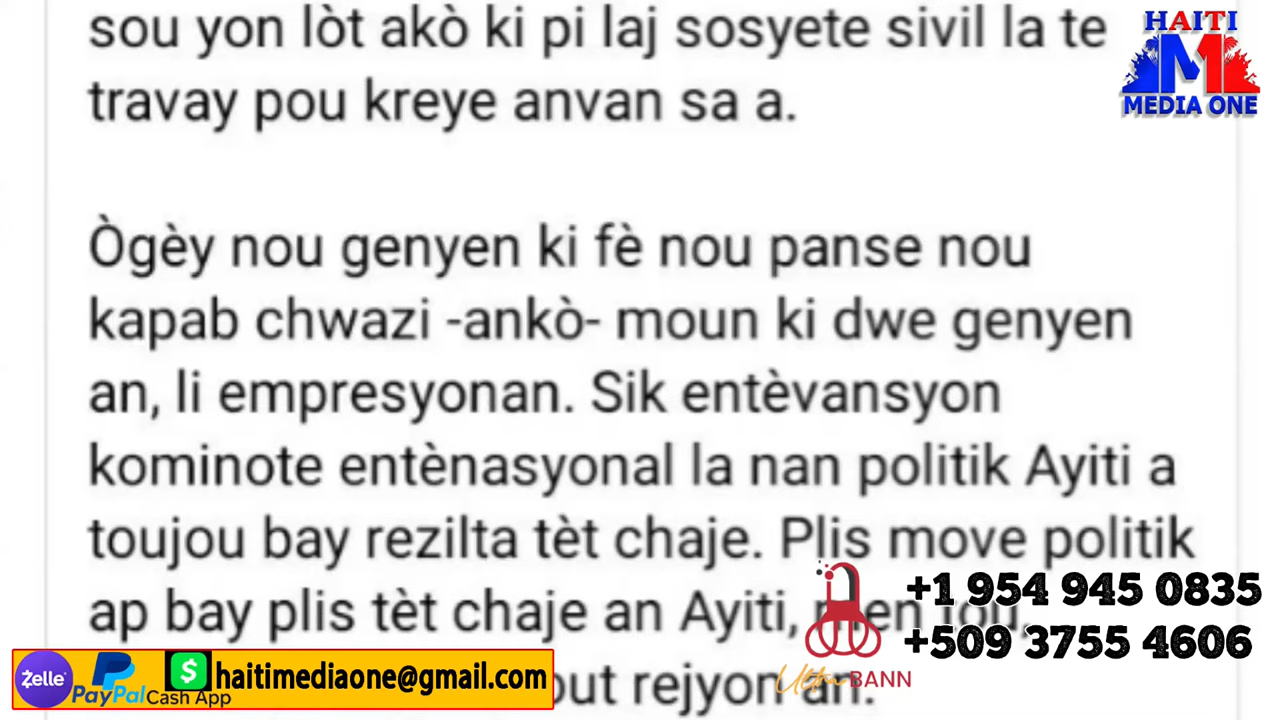 sou yon lòt akò ki pi laj sosyete sivil la te
travay pou kreye anvan sa a.
Ògèy nou genyen ki fè nou panse nou
kapab chwazi -ankò- moun ki dwe genyen
an, li empresyonan. Sik entèvansyon
kominote entènasyonal la nan politik Ayiti a
toujou bay rezilta tèt chaje. Plis move politik
ap bay plis tèt chaje an Ayiti, men tou.
rejyon an.
HAITI
M
MEDIA ONE
+1 954 945 0835
+509 3755 4606
Zelle
PayPal
Cash App
haitimediaone@gmail.com
BANN